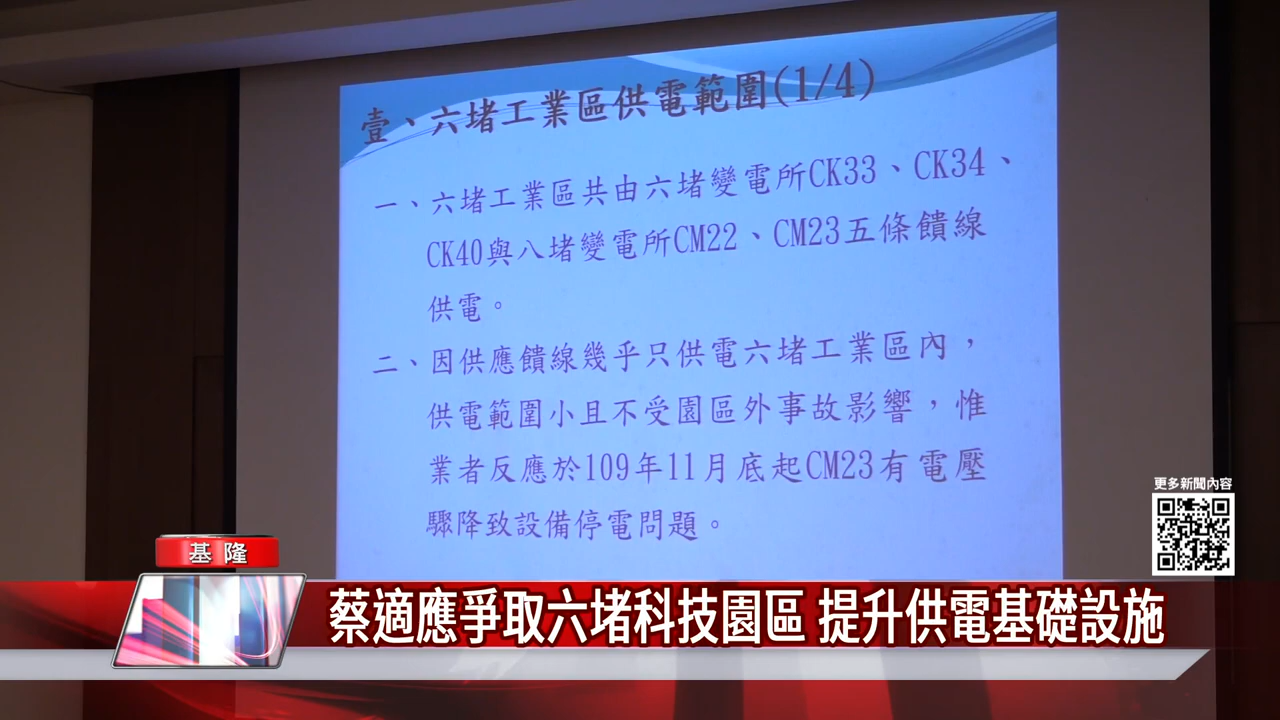 壹、六堵工業區供電範圍(1/4)
一、六堵工業區共由六堵變電所CK33、CK34、
CK40與八堵變電所CM22、CM23五條饋線
供電。
二、因供應饋線幾乎只供電六堵工業區內，
供電範圍小且不受園區外事故影響，惟
業者反應於109年11月底起CM23有電壓
驟降致設備停電問題。
更多新聞內容
基隆
蔡適應爭取六堵科技園區 提升供電基礎設施